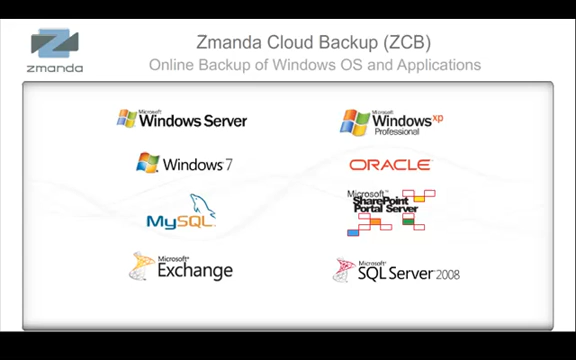 Zmanda Cloud Backup (ZCB)
zmanda
Online Backup of Windows OS and Applications
Microsoft
Windows Server
Microsoft
Windows xp
Professional
Windows 7
ORACLE
MySQL
Microsoft
SharePoint
Portal Server
Microsoft
Exchange
Microsoft
SQL Server 2008